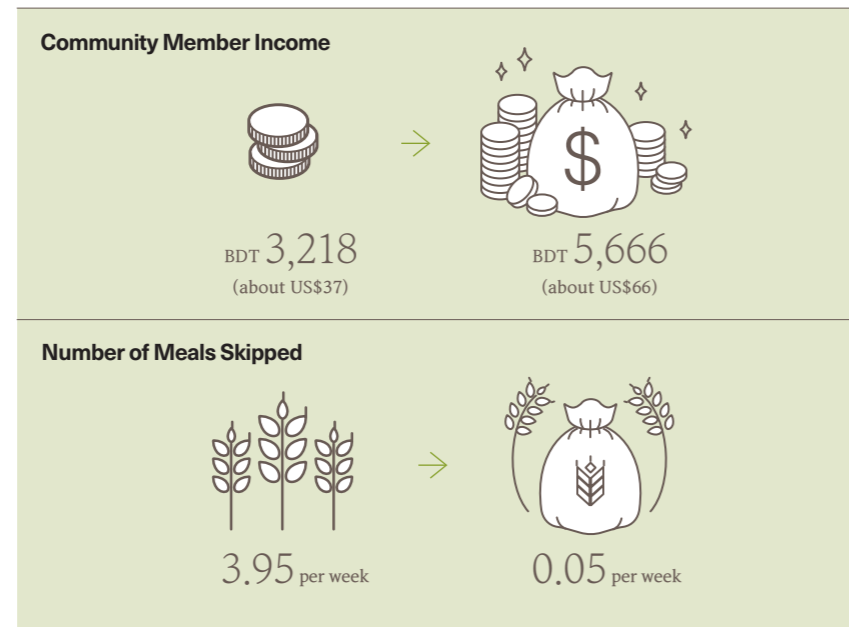 Community Member Income
$
BDT 3,218
(about US$37)
BDT 5,666
(about US$66)
Number of Meals Skipped
3.95 per week
0.05 per week